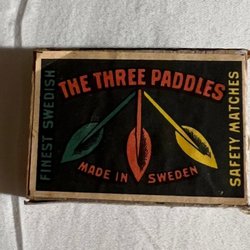 THE THREE PADDLES
FINEST SWEDISH
SAFETY MATCHES
MADE IN SWEDEN